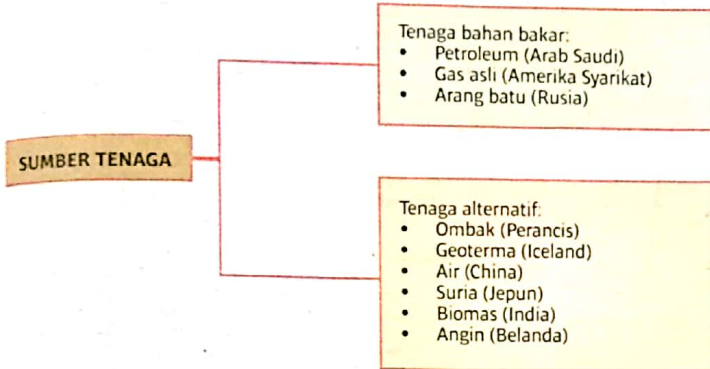 SUMBER TENAGA
Tenaga bahan bakar:
• Petroleum (Arab Saudi)
• Gas asli (Amerika Syarikat)
• Arang batu (Rusia)
Tenaga alternatif:
• Ombak (Perancis)
• Geoterma (Iceland)
• Air (China)
• Suria (Jepun)
• Biomas (India)
• Angin (Belanda)